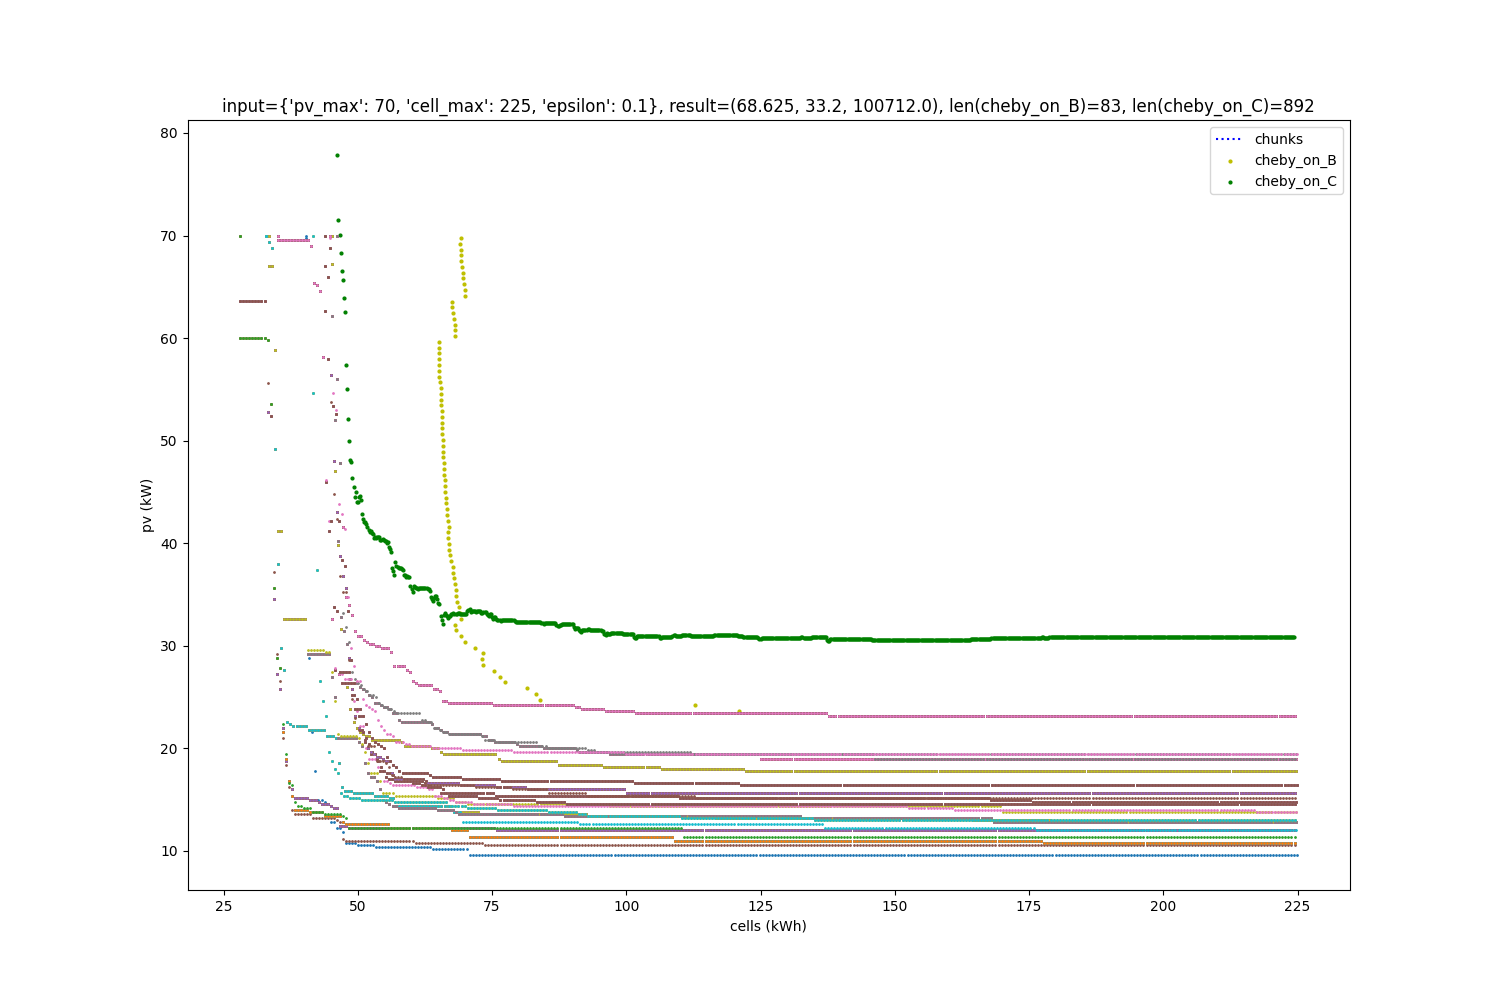 input={'pv_max': 70, 'cell_max': 225, 'epsilon': 0.1}, result=(68.625, 33.2, 100712.0), len(cheby_on_B)=83, len(cheby_on_C)=892
chunks
cheby_on_B
cheby_on_C
80
70
60
50
40
30
20
10
pv (kW)
25 50 75 100 125 150 175 200 225
cells (kWh)